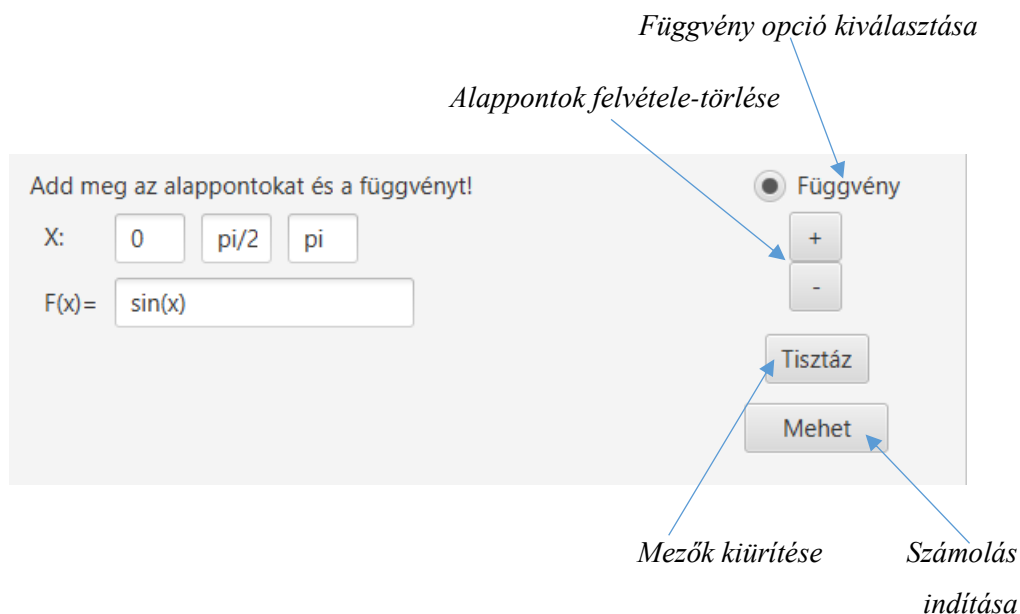 Függvény opció kiválasztása
Alappontok felvétele-törlése
Add meg az alappontokat és a függvényt!
Függvény
X:
0
pi/2
pi
+
F(x)=
sin(x)
-
Tisztáz
Mehet
Mezők kiürítése
Számolás
indítása